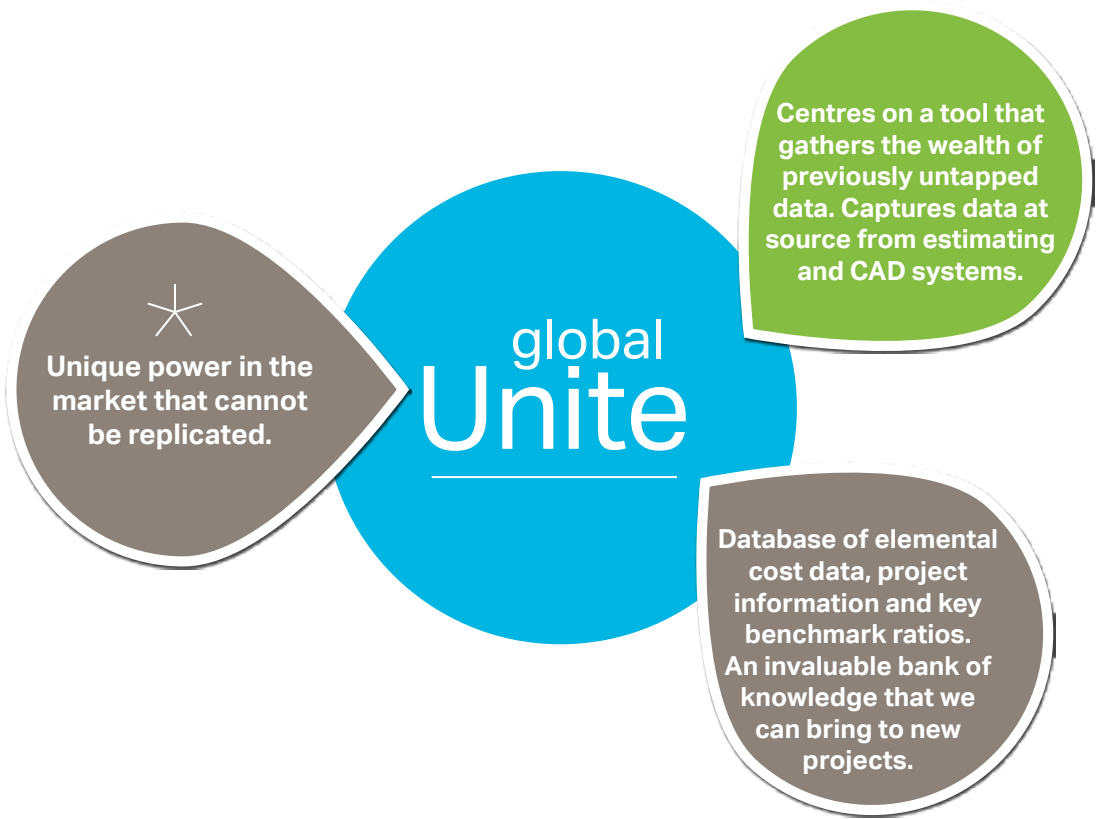 Centres on a tool that
gathers the wealth of
previously untapped
data. Captures data at
source from estimating
and CAD systems.
Unique power in the
market that cannot
be replicated.
global
Unite
Database of elemental
cost data, project
information and key
benchmark ratios.
An invaluable bank of
knowledge that we
can bring to new
projects.